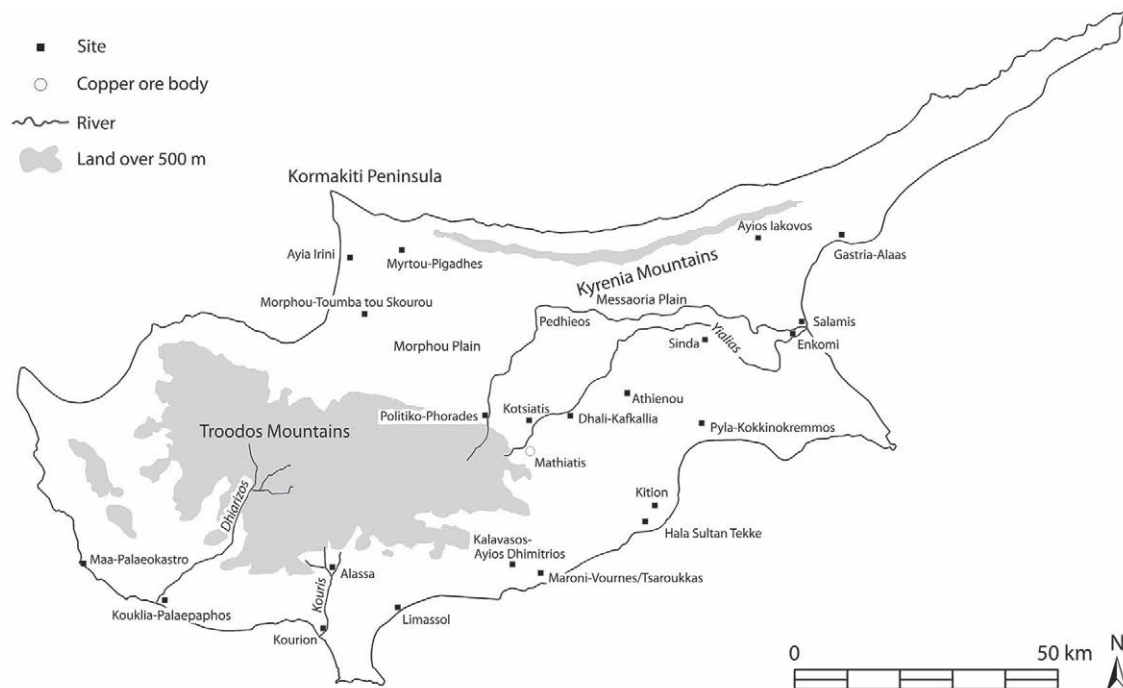 Site
Copper ore body
River
Land over 500 m
Kormakiti Peninsula
Ayia Irini
Myrtou-Pigadhes
Ayios Iakovos
Gastria-Alaas
Kyrenia Mountains
Morphou-Toumba tou Skourou
Messaoria Plain
Pedhieos
Salamis
Morphou Plain
Sinda
Yialias
Enkomi
Athienou
Politiko-Phorades
Kotsiatis
Dhali-Kafkallia
Pyla-Kokkinokremmos
Troodos Mountains
Mathiatis
Kition
Dhiarizos
Hala Sultan Tekke
Kalavasos-
Ayios Dhimitrios
Maa-Palaeokastro
Alassa
Maroni-Vournes/Tsaroukkas
Kouris
Kouklia-Palaepaphos
Limassol
Kourion
0
50 km
N